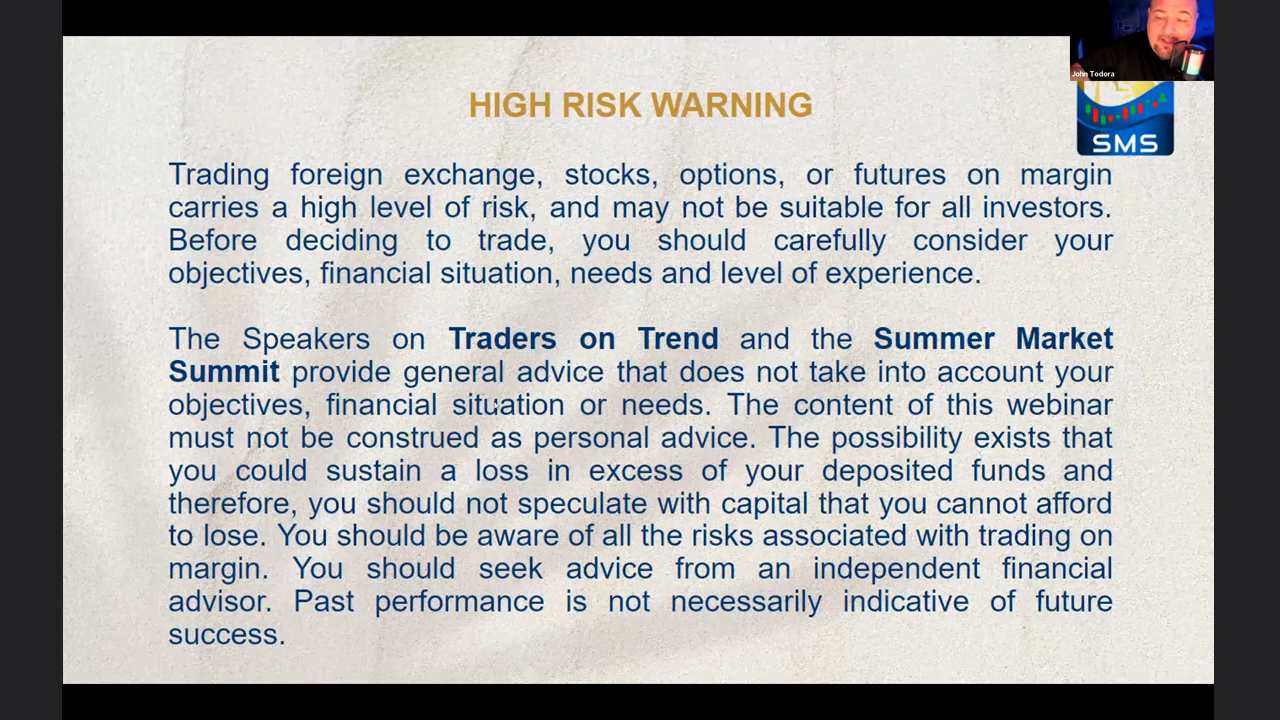 John Todora
HIGH RISK WARNING
SMS
Trading foreign exchange, stocks, options, or futures on margin
carries a high level of risk, and may not be suitable for all investors.
Before deciding to trade, you should carefully consider your
objectives, financial situation, needs and level of experience.
The Speakers on Traders on Trend and the Summer Market
Summit provide general advice that does not take into account your
objectives, financial situation or needs. The content of this webinar
must not be construed as personal advice. The possibility exists that
you could sustain a loss in excess of your deposited funds and
therefore, you should not speculate with capital that you cannot afford
to lose. You should be aware of all the risks associated with trading on
margin. You should seek advice from an independent financial
advisor. Past performance is not necessarily indicative of future
success.